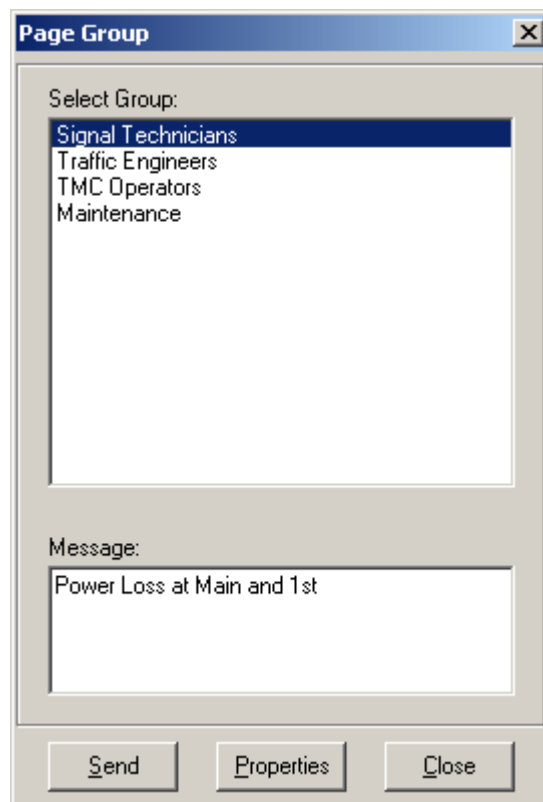 Page Group
Select Group:
Signal Technicians
Traffic Engineers
TMC Operators
Maintenance
Message:
Power Loss at Main and 1st
Send Properties Close